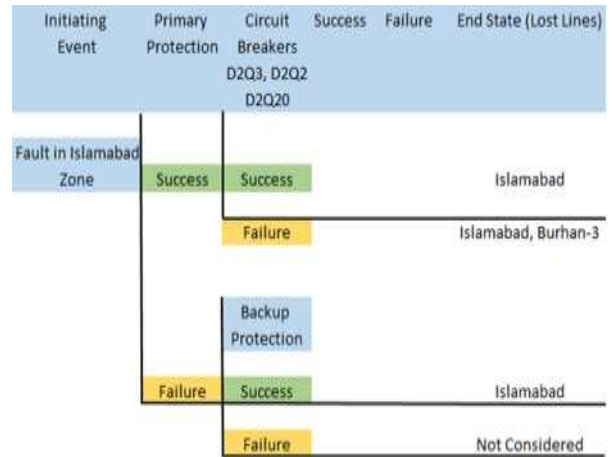 Initiating Event
Primary Protection
Circuit Breakers D2Q3, D2Q2 D2Q20
Success
Failure
End State (Lost Lines)
Fault in Islamabad Zone
Success
Success
Islamabad
Failure
Islamabad, Burhan-3
Backup Protection
Failure
Success
Islamabad
Failure
Not Considered